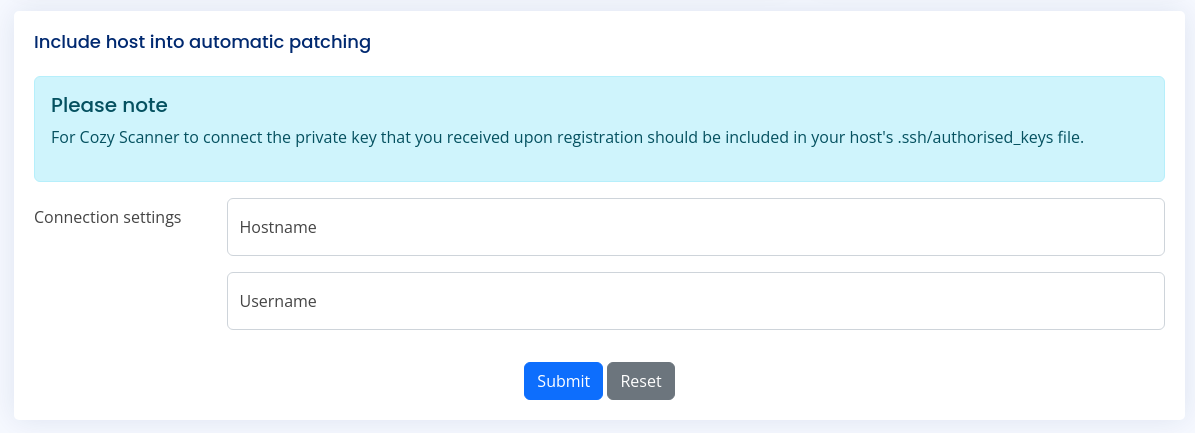 Include host into automatic patching
Please note
For Cozy Scanner to connect the private key that you received upon registration should be included in your host's .ssh/authorised_keys file.
Connection settings
Hostname
Username
Submit Reset